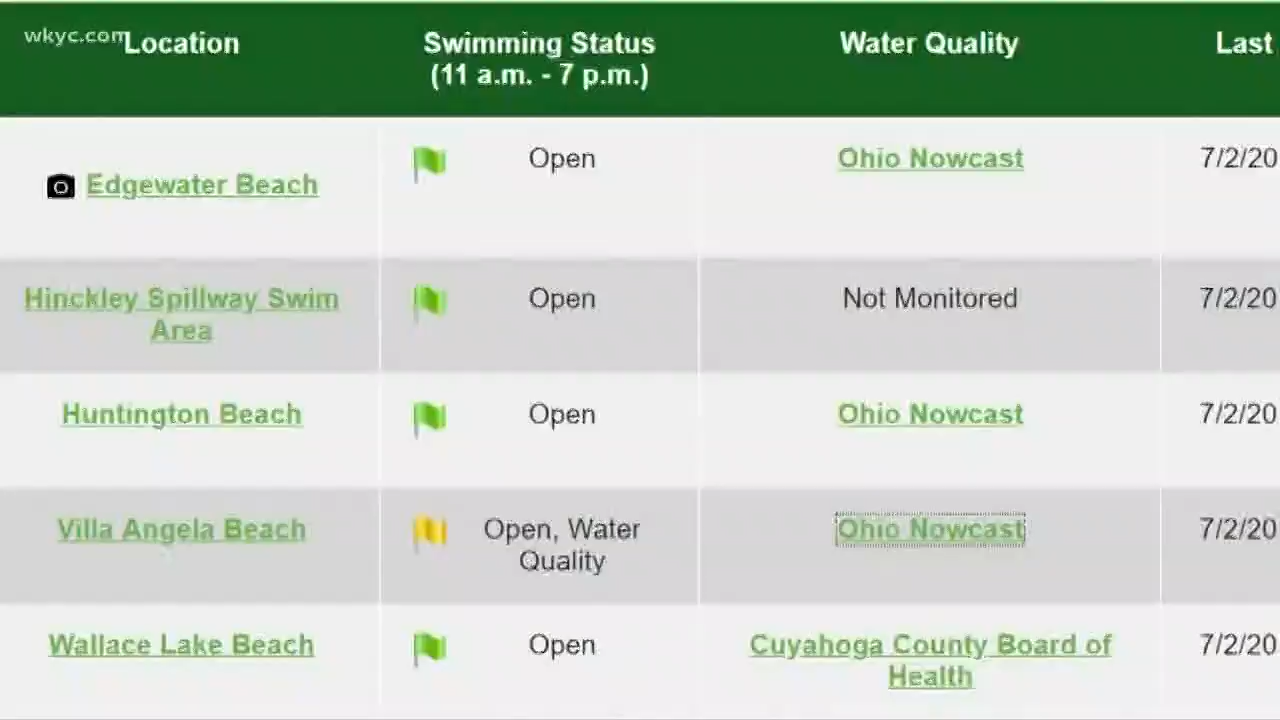 wkyc.com
Location
Swimming Status
(11 a.m. - 7 p.m.)
Water Quality
Last
Edgewater Beach
Open
Ohio Nowcast
7/2/20
Hinckley Spillway Swim
Area
Open
Not Monitored
7/2/20
Huntington Beach
Open
Ohio Nowcast
7/2/20
Villa Angela Beach
Open, Water
Quality
Ohio Nowcast
7/2/20
Wallace Lake Beach
Open
Cuyahoga County Board of
Health
7/2/20